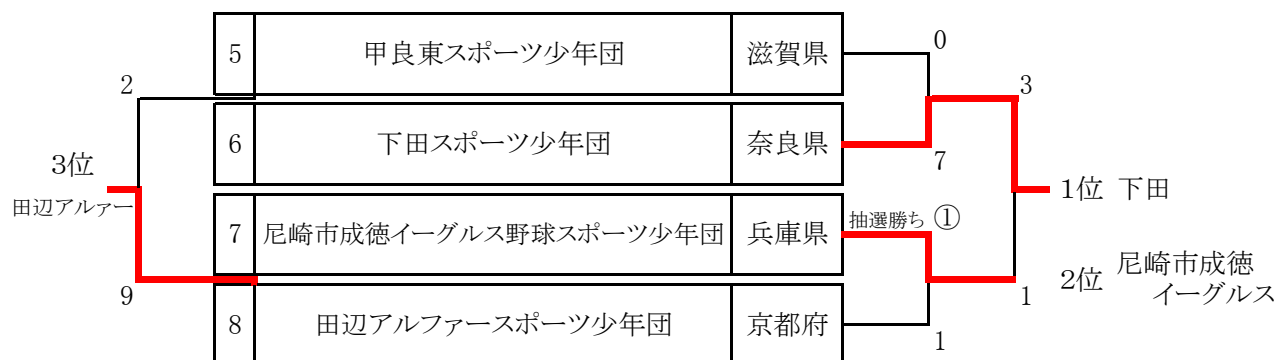 5 甲良東スポーツ少年団 滋賀県 0
2 3
6 下田スポーツ少年団 奈良県 7
3位
田辺アルァー
1位 下田
7 尼崎市成徳イーグルス野球スポーツ少年団 兵庫県 抽選勝ち ①
2位 尼崎市成徳
イーグルス
9 1
8 田辺アルファースポーツ少年団 京都府 1